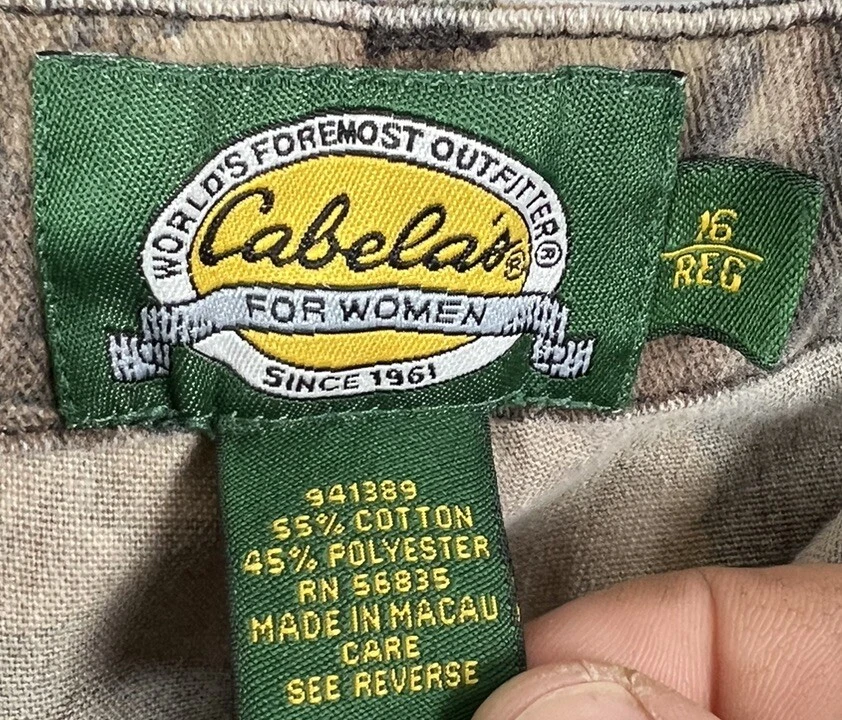 WORLD'S FOREMOST OUTFITTER®
Cabela's®
FOR WOMEN
SINCE 1961
16
REG
941389
55% COTTON
45% POLYESTER
RN 56835
MADE IN MACAU
CARE
SEE REVERSE